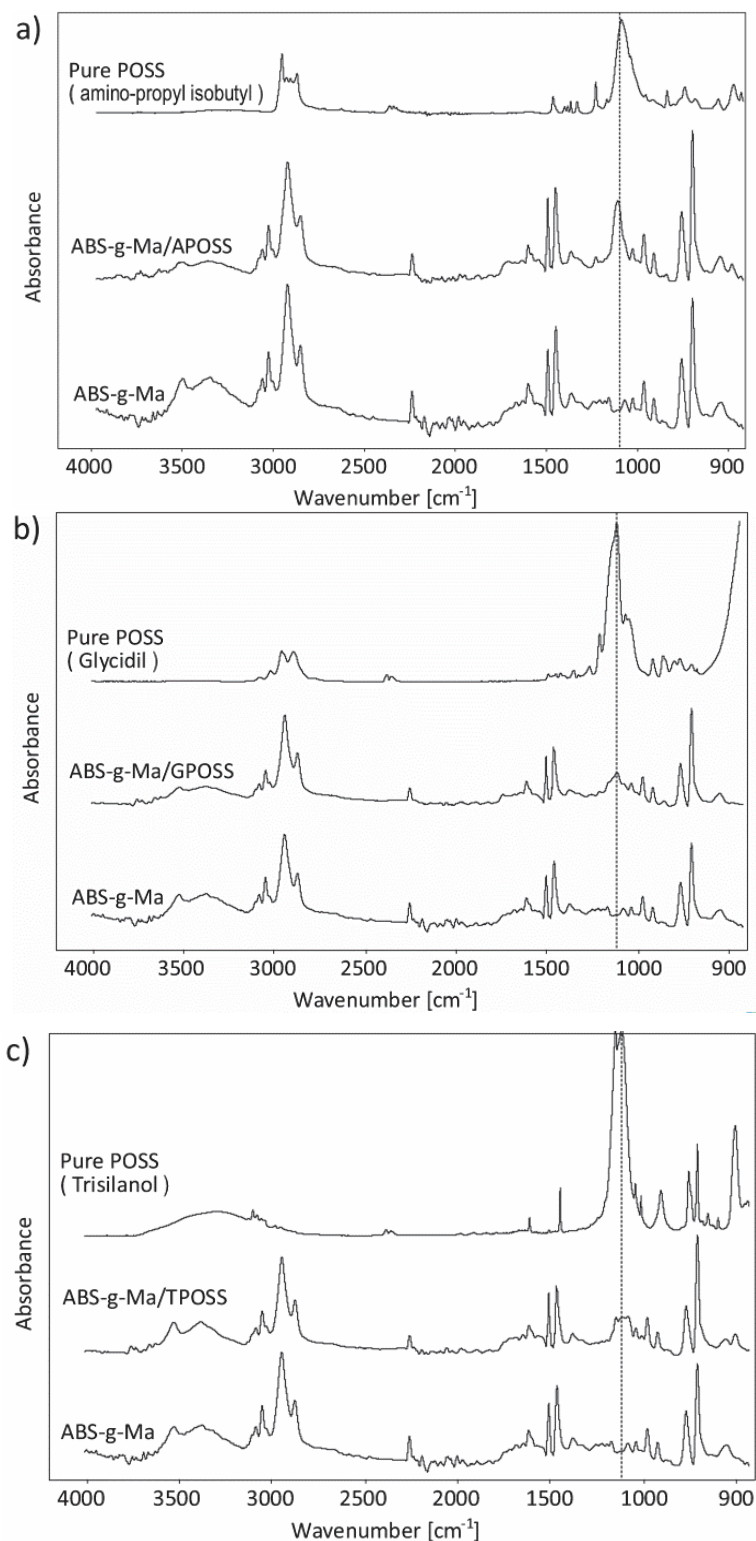 a)
Pure POSS
( amino-propyl isobutyl )
ABS-g-Ma/APOSS
ABS-g-Ma
Absorbance
4000 3500 3000 2500 2000 1500 1000 900
Wavenumber [cm⁻¹]
b)
Pure POSS
( Glycidil )
ABS-g-Ma/GPOSS
ABS-g-Ma
Absorbance
4000 3500 3000 2500 2000 1500 1000 900
Wavenumber [cm⁻¹]
c)
Pure POSS
( Trisilanol )
ABS-g-Ma/TPOSS
ABS-g-Ma
Absorbance
4000 3500 3000 2500 2000 1500 1000 900
Wavenumber [cm⁻¹]